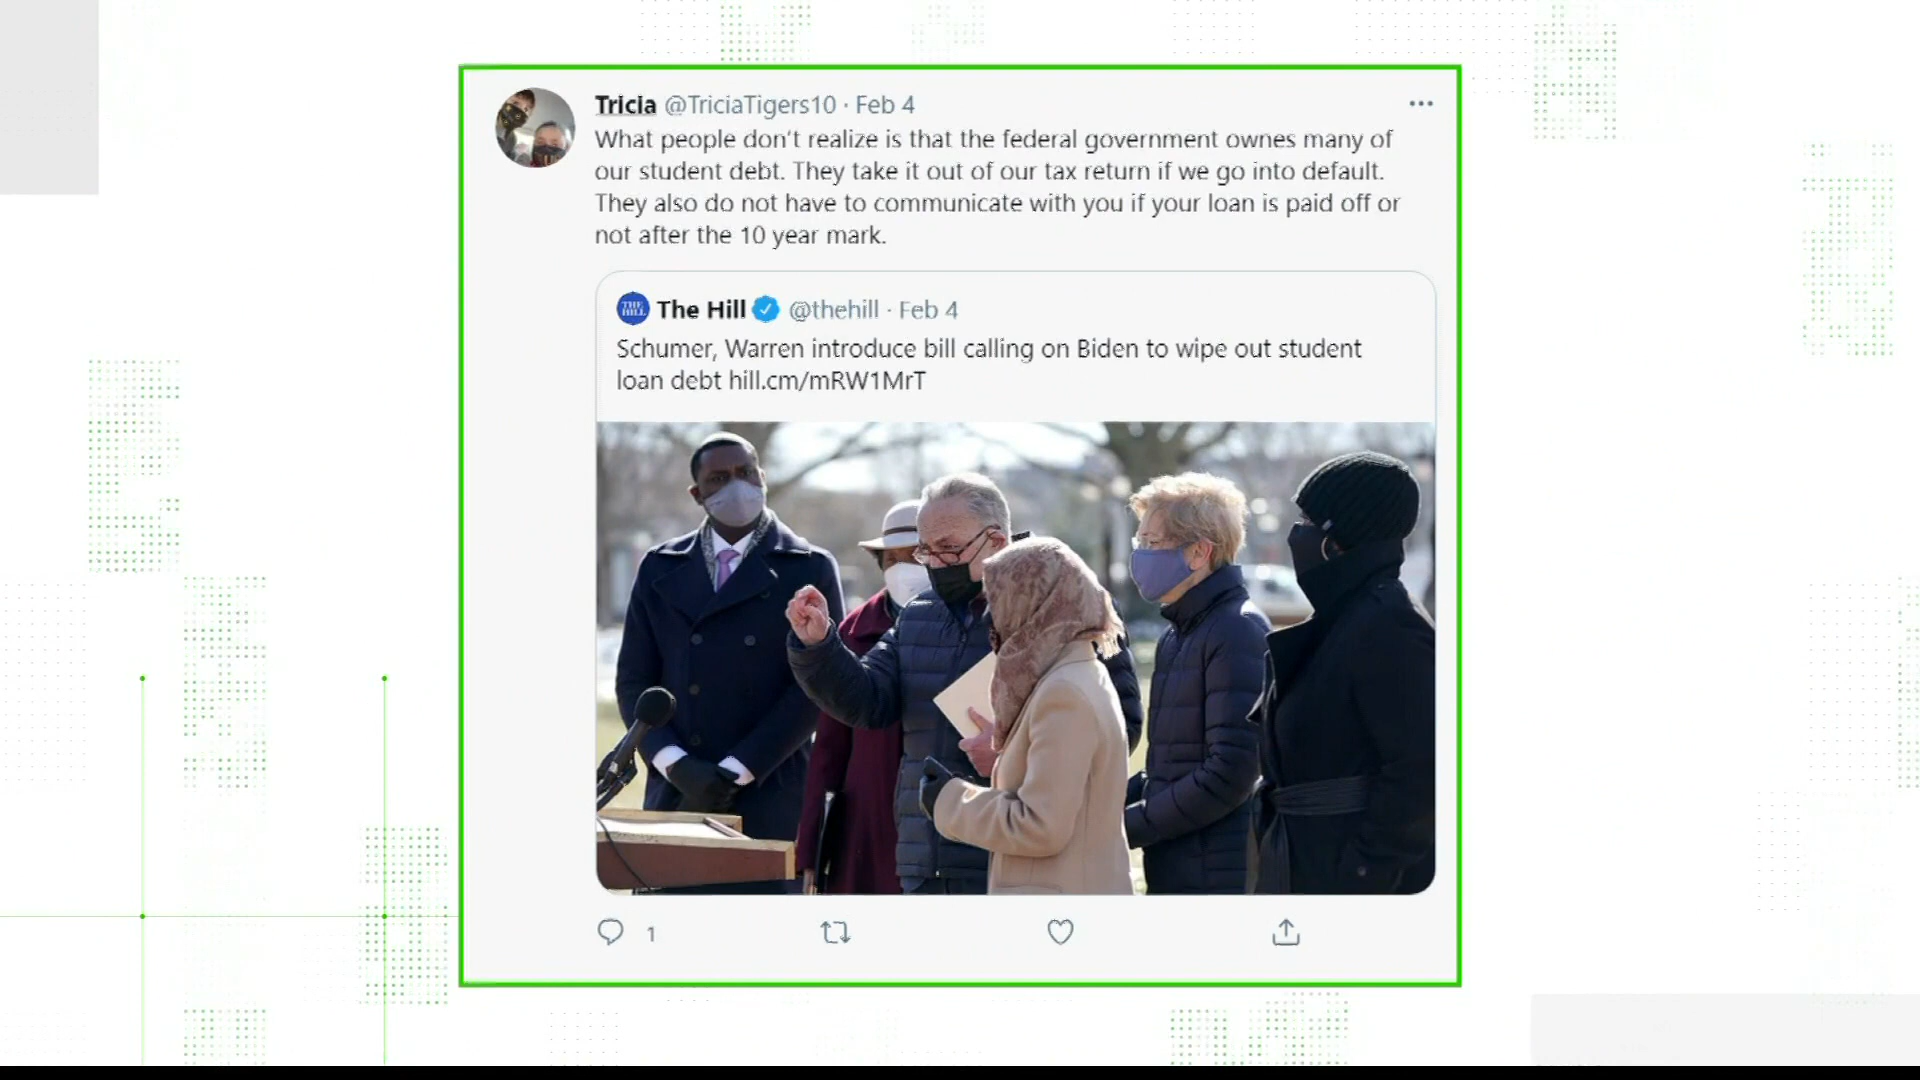 Tricia @TriciaTigers10 · Feb 4
What people don't realize is that the federal government ownes many of
our student debt. They take it out of our tax return if we go into default.
They also do not have to communicate with you if your loan is paid off or
not after the 10 year mark.
THE
HILL
The Hill @thehill · Feb 4
Schumer, Warren introduce bill calling on Biden to wipe out student
loan debt hill.cm/mRW1MrT
1